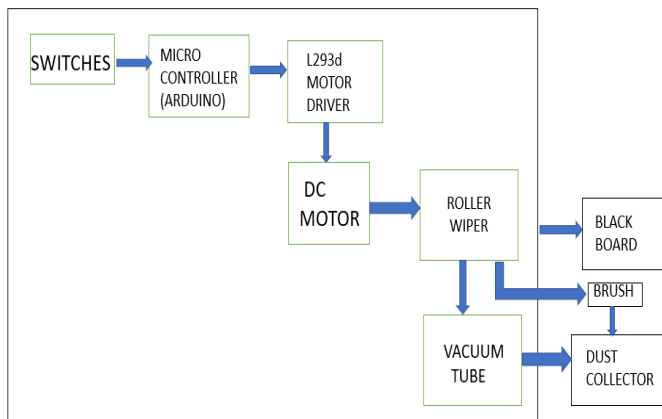 SWITCHES
MICRO
CONTROLLER
(ARDUINO)
L293d
MOTOR
DRIVER
DC
MOTOR
ROLLER
WIPER
BLACK
BOARD
BRUSH
VACUUM
TUBE
DUST
COLLECTOR